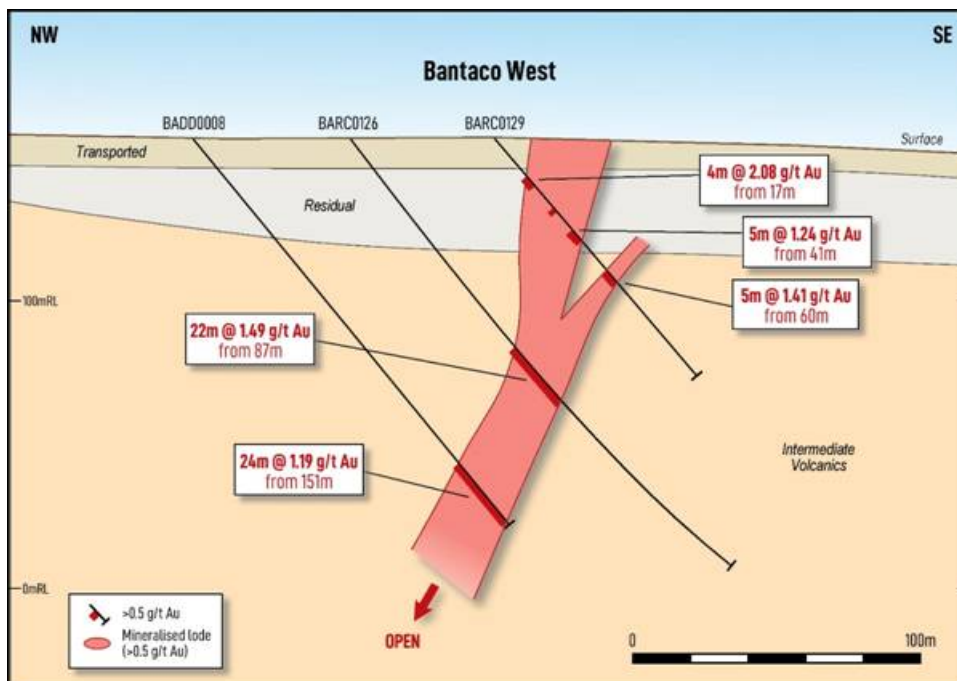 NW
SE
Bantaco West
BADD0008
BARC0126
BARC0129
Surface
Transported
4m @ 2.08 g/t Au
from 17m
Residual
5m @ 1.24 g/t Au
from 41m
5m @ 1.41 g/t Au
from 60m
100mRL
22m @ 1.49 g/t Au
from 87m
Intermediate
Volcanics
24m @ 1.19 g/t Au
from 151m
0mRL
>0.5 g/t Au
Mineralised lode
(>0.5 g/t Au)
OPEN
0
100m